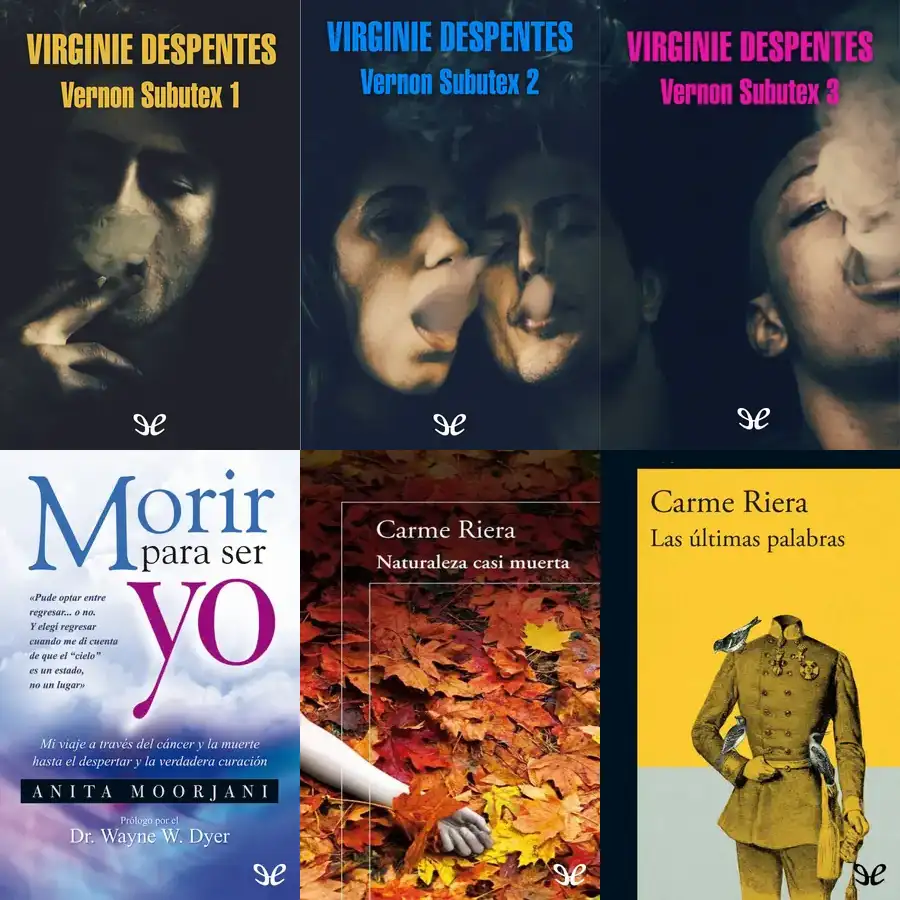 VIRGINIE DESPENTES
Vernon Subutex 1
VIRGINIE DESPENTES
Vernon Subutex 2
VIRGINIE DESPENTES
Vernon Subutex 3
Morir
para ser
yo
«Pude optar entre
regresar... o no.
Y elegí regresar
cuando me di cuenta
de que el “cielo”
es un estado,
no un lugar»
Mi viaje a través del cáncer y la muerte
hasta el despertar y la verdadera curación
ANITA MOORJANI
Prólogo por el
Dr. Wayne W. Dyer
Carme Riera
Naturaleza casi muerta
Carme Riera
Las últimas palabras